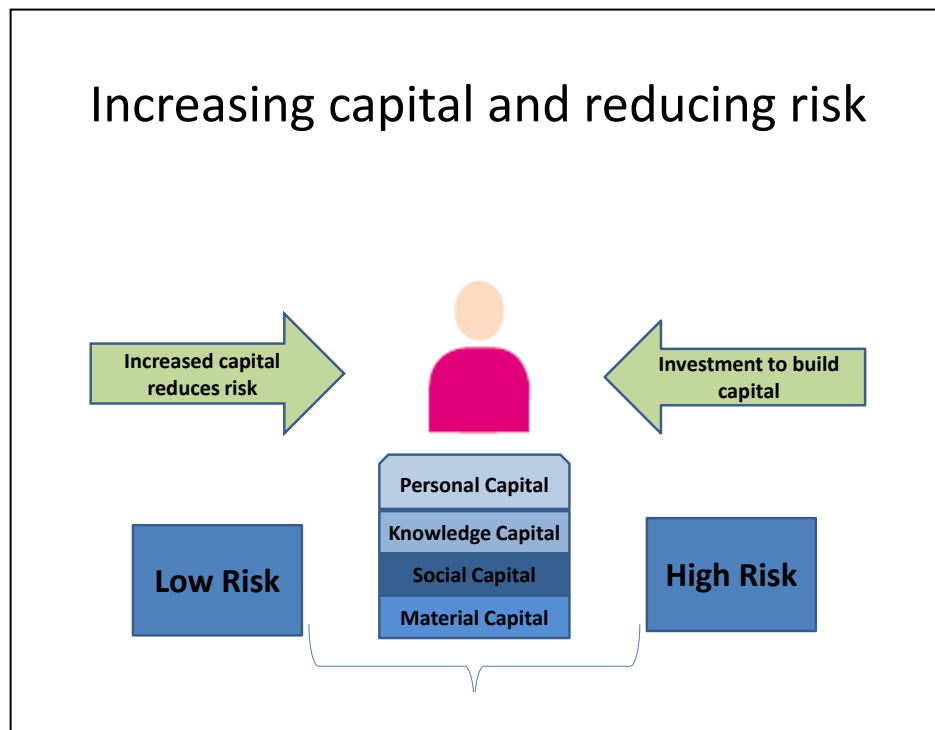 Increasing capital and reducing risk
Increased capital
reduces risk
Investment to build
capital
Personal Capital
Knowledge Capital
Social Capital
Material Capital
Low Risk
High Risk